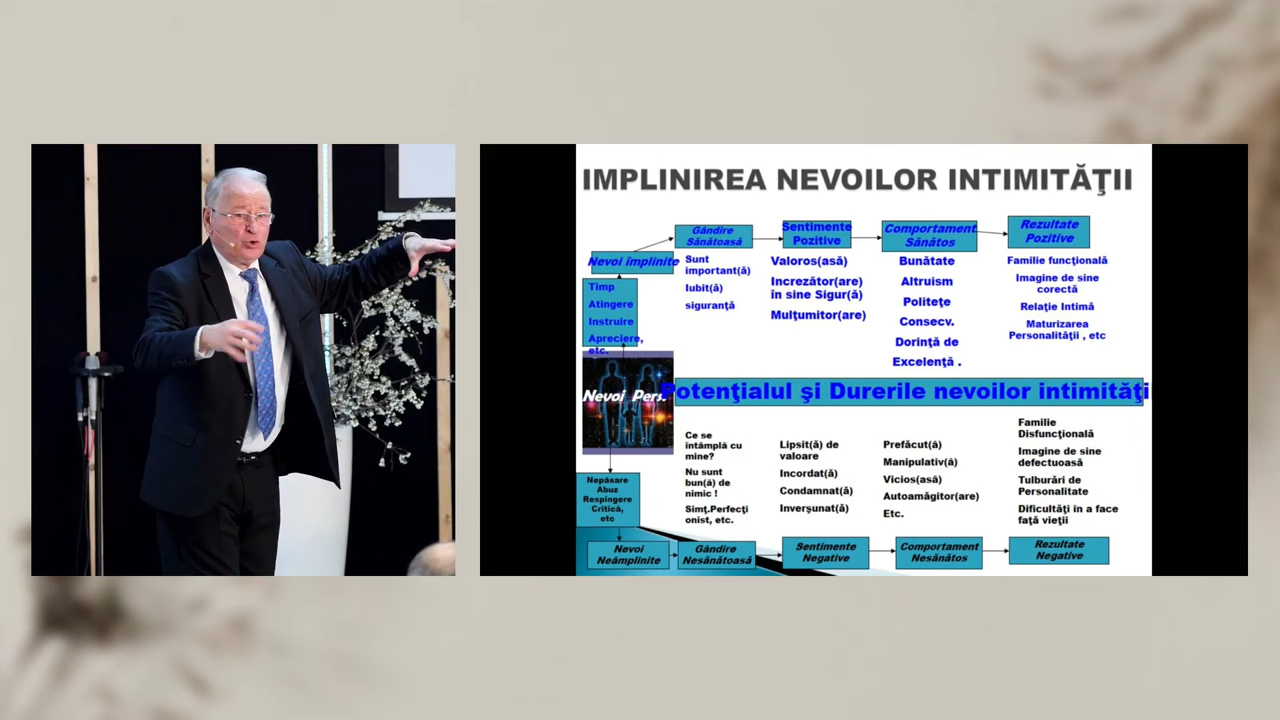 IMPLINIREA NEVOILOR INTIMITĂŢII
Gândire
Sănătoasă
Sentimente
Pozitive
Comportament
Sănătos
Rezultate
Pozitive
Nevoi împlinite
Timp
Atingere
Instruire
Apreciere,
etc.
Sunt
important(ă)
Iubit(ă)
siguranţă
Valoros(asă)
Increzător(are)
în sine Sigur(ă)
Mulţumitor(are)
Bunătate
Altruism
Politeţe
Consecv.
Dorinţă de
Excelenţă .
Familie funcţională
Imagine de sine
corectă
Relaţie Intimă
Maturizarea
Personalităţii , etc
Nevoi Pers.
Potenţialul şi Durerile nevoilor intimităţi
Ce se
întâmplă cu
mine?
Nu sunt
bun(ă) de
nimic !
Simţ.Perfecţi
onist, etc.
Lipsit(ă) de
valoare
Incordat(ă)
Condamnat(ă)
Inverşunat(ă)
Prefăcut(ă)
Manipulativ(ă)
Vicios(asă)
Autoamăgitor(are)
Etc.
Familie
Disfuncţională
Imagine de sine
defectuoasă
Tulburări de
Personalitate
Dificultăţi în a face
faţă vieţii
Nepăsare
Abuz
Respingere
Critică,
etc
Nevoi
Neâmplinite
Gândire
Nesănătoasă
Sentimente
Negative
Comportament
Nesănătos
Rezultate
Negative